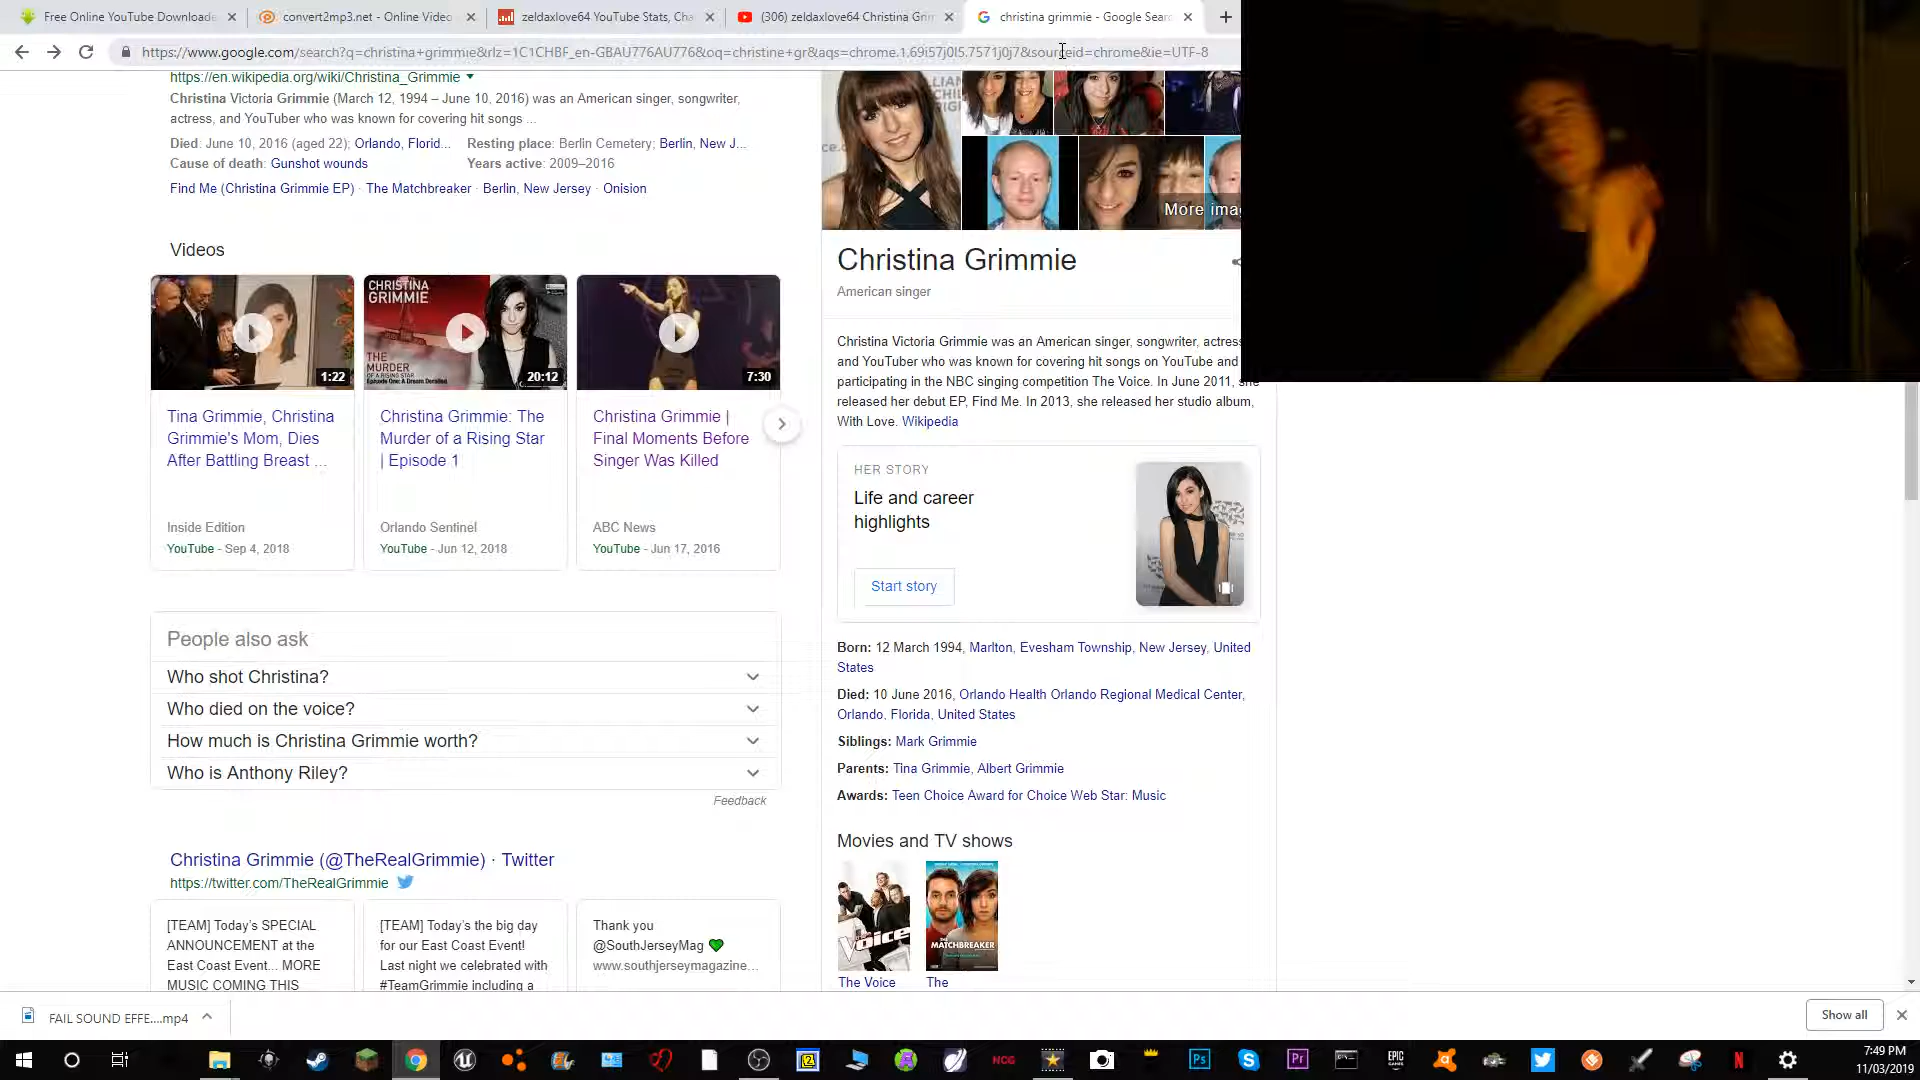 Free Online YouTube Downloade
convert2mp3.net - Online Video
zeldaxlove64 YouTube Stats, Cha
(306) zeldaxlove64 Christina Grim
christina grimmie - Google Sear
https://www.google.com/search?q=christina+grimmie&rlz=1C1CHBF_en-GBAU776AU776&oq=christine+gr&aqs=chrome.1.69i57j0l5.7571j0j7&sourceid=chrome&ie=UTF-8
https://en.wikipedia.org/wiki/Christina_Grimmie
Christina Victoria Grimmie (March 12, 1994 – June 10, 2016) was an American singer, songwriter,
actress, and YouTuber who was known for covering hit songs ...
Died: June 10, 2016 (aged 22); Orlando, Florid...
Resting place: Berlin Cemetery; Berlin, New J...
Cause of death: Gunshot wounds
Years active: 2009–2016
Find Me (Christina Grimmie EP) · The Matchbreaker · Berlin, New Jersey · Onision
Videos
1:22
CHRISTINA
GRIMMIE
THE
MURDER
OF A RISING STAR
Episode One: A Dream Derailed
20:12
7:30
Tina Grimmie, Christina
Grimmie's Mom, Dies
After Battling Breast ...
Inside Edition
YouTube - Sep 4, 2018
Christina Grimmie: The
Murder of a Rising Star
| Episode 1
Orlando Sentinel
YouTube - Jun 12, 2018
Christina Grimmie |
Final Moments Before
Singer Was Killed
ABC News
YouTube - Jun 17, 2016
People also ask
Who shot Christina?
Who died on the voice?
How much is Christina Grimmie worth?
Who is Anthony Riley?
Feedback
Christina Grimmie (@TheRealGrimmie) · Twitter
https://twitter.com/TheRealGrimmie
[TEAM] Today's SPECIAL
ANNOUNCEMENT at the
East Coast Event... MORE
MUSIC COMING THIS
[TEAM] Today's the big day
for our East Coast Event!
Last night we celebrated with
#TeamGrimmie including a
Thank you
@SouthJerseyMag
www.southjerseymagazine...
More ima
Christina Grimmie
American singer
Christina Victoria Grimmie was an American singer, songwriter, actress
and YouTuber who was known for covering hit songs on YouTube and
participating in the NBC singing competition The Voice. In June 2011, she
released her debut EP, Find Me. In 2013, she released her studio album,
With Love. Wikipedia
HER STORY
Life and career
highlights
Start story
Born: 12 March 1994, Marlton, Evesham Township, New Jersey, United
States
Died: 10 June 2016, Orlando Health Orlando Regional Medical Center,
Orlando, Florida, United States
Siblings: Mark Grimmie
Parents: Tina Grimmie, Albert Grimmie
Awards: Teen Choice Award for Choice Web Star: Music
Movies and TV shows
Voice
MATCHBREAKER
The Voice
The
FAIL SOUND EFFE....mp4
Show all
NCG
Ps
Pr
EPIC
GAMES
7:49 PM
11/03/2019